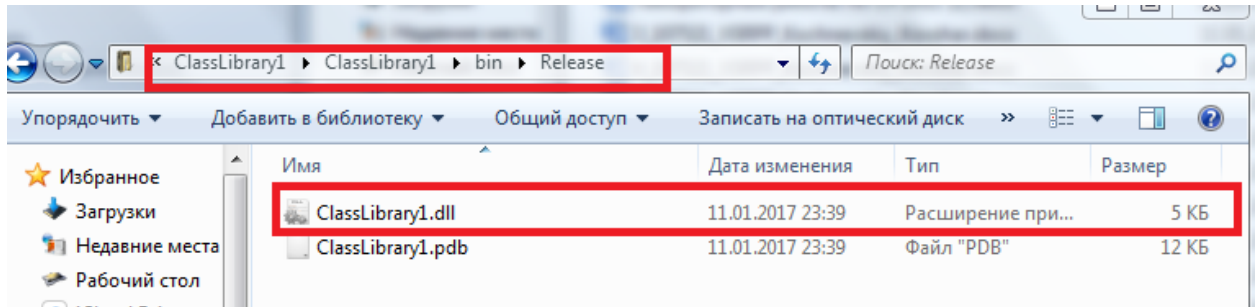 « ClassLibrary1 ▸ ClassLibrary1 ▸ bin ▸ Release
Поиск: Release
Упорядочить Добавить в библиотеку Общий доступ Записать на оптический диск »
Избранное
Загрузки
Недавние места
Рабочий стол
Имя Дата изменения Тип Размер
ClassLibrary1.dll 11.01.2017 23:39 Расширение при... 5 КБ
ClassLibrary1.pdb 11.01.2017 23:39 Файл "PDB" 12 КБ